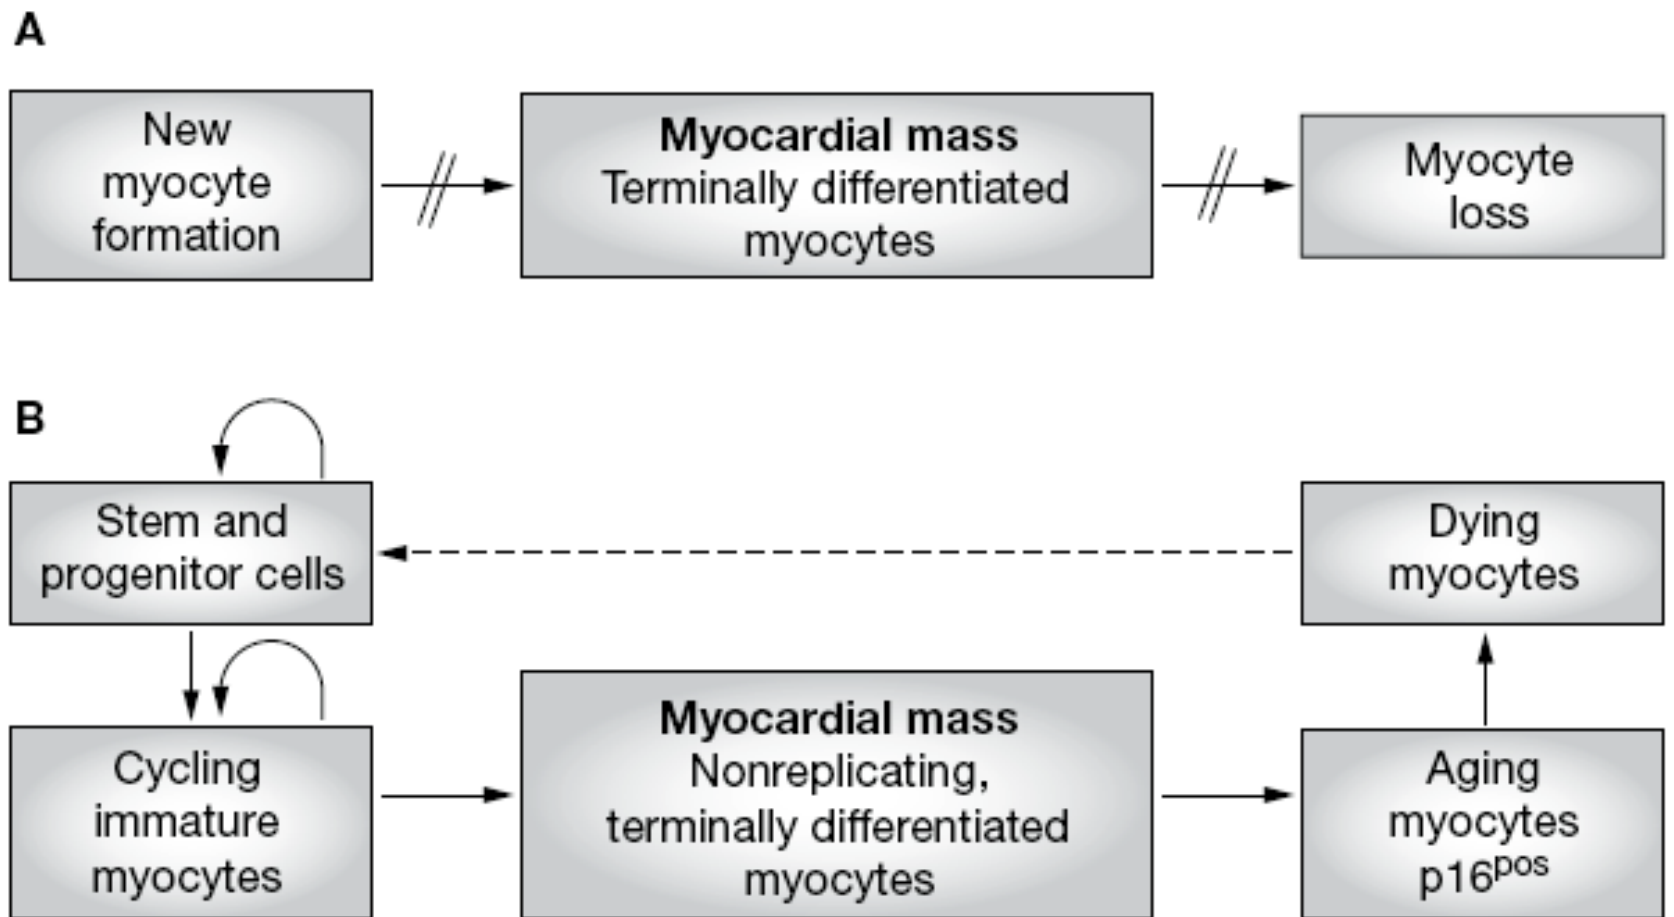 A
New
myocyte
formation
Myocardial mass
Terminally differentiated
myocytes
Myocyte
loss
B
Stem and
progenitor cells
Dying
myocytes
Cycling
immature
myocytes
Myocardial mass
Nonreplicating,
terminally differentiated
myocytes
Aging
myocytes
p16pos